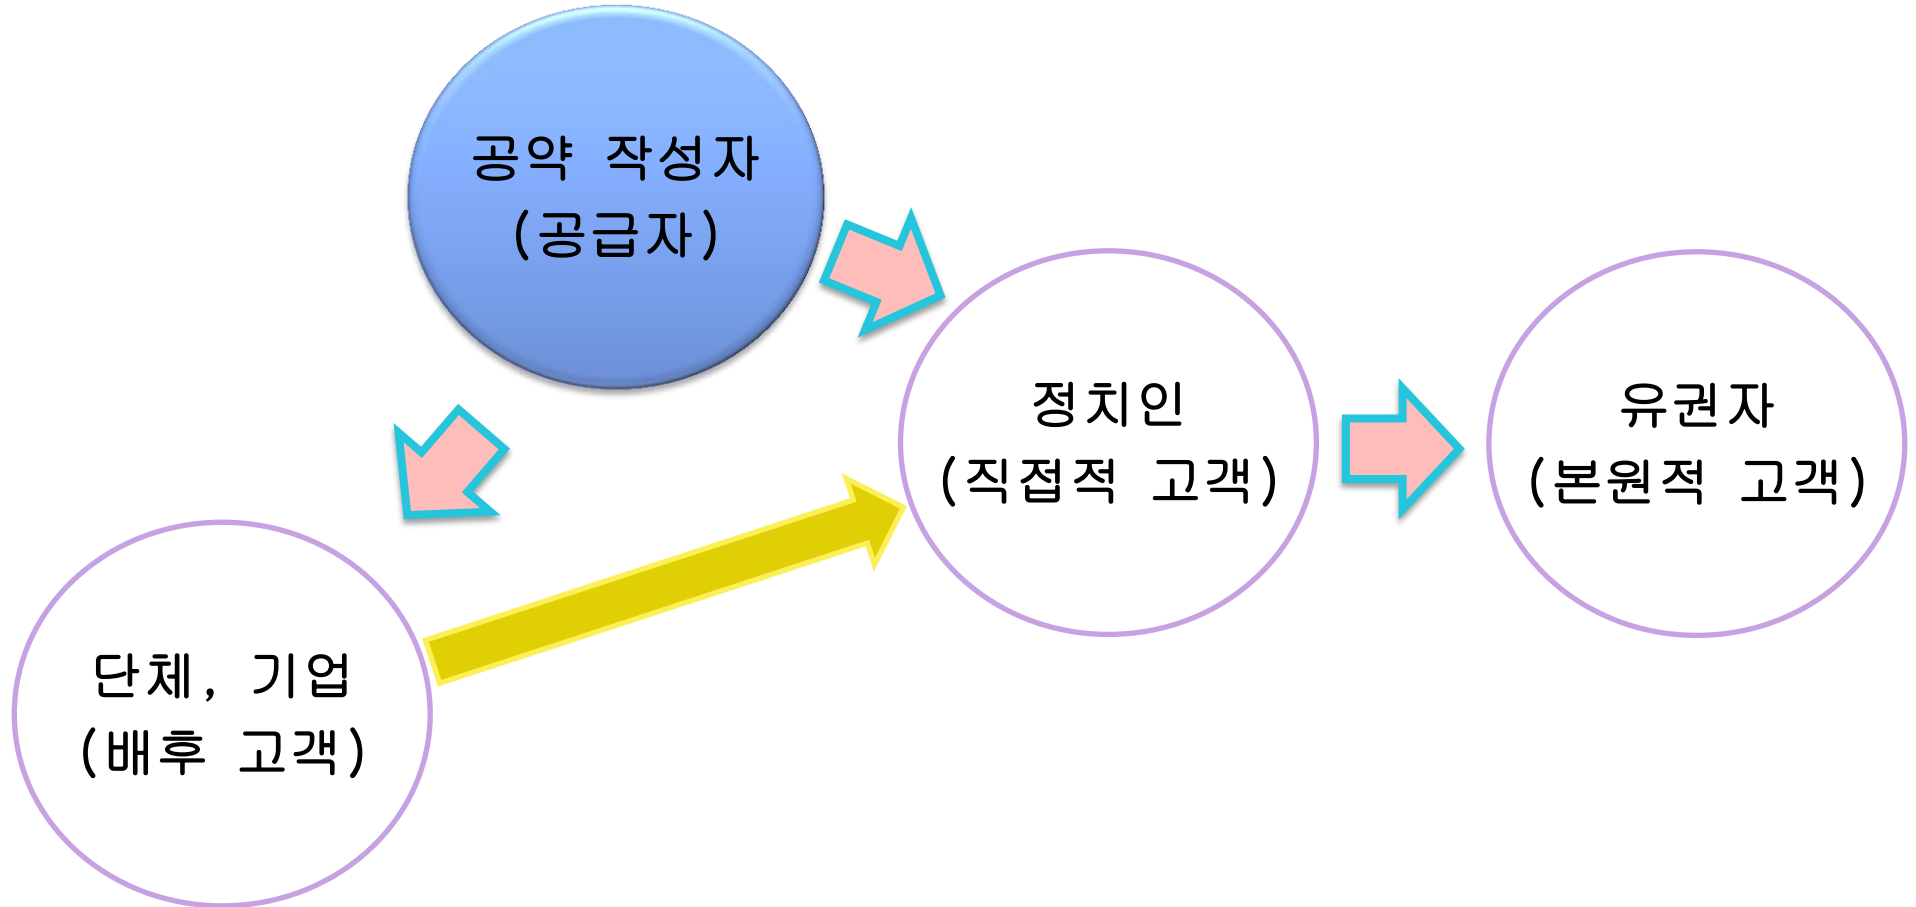 공약 작성자
(공급자)
정치인
(직접적 고객)
유권자
(본원적 고객)
단체, 기업
(배후 고객)